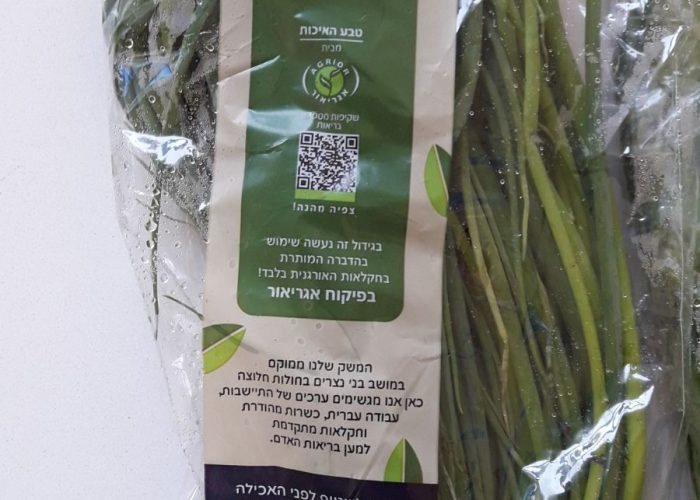 טבע האיכות
מבית
AGRIOR
אגריאור
שקיפות
בריאות
צפיה מהנה!
בגידול זה נעשה שימוש
בהדברה המותרת
בחקלאות האורגנית בלבד!
בפיקוח אגריאור
המשק שלנו ממוקם
במושב בני נצרים בחולות חלוצה
כאן אנו מגשימים ערכים של התיישבות,
עבודה עברית, כשרות מהודרת
וחקלאות מתקדמת
למען בריאות האדם.
לפני האכילה